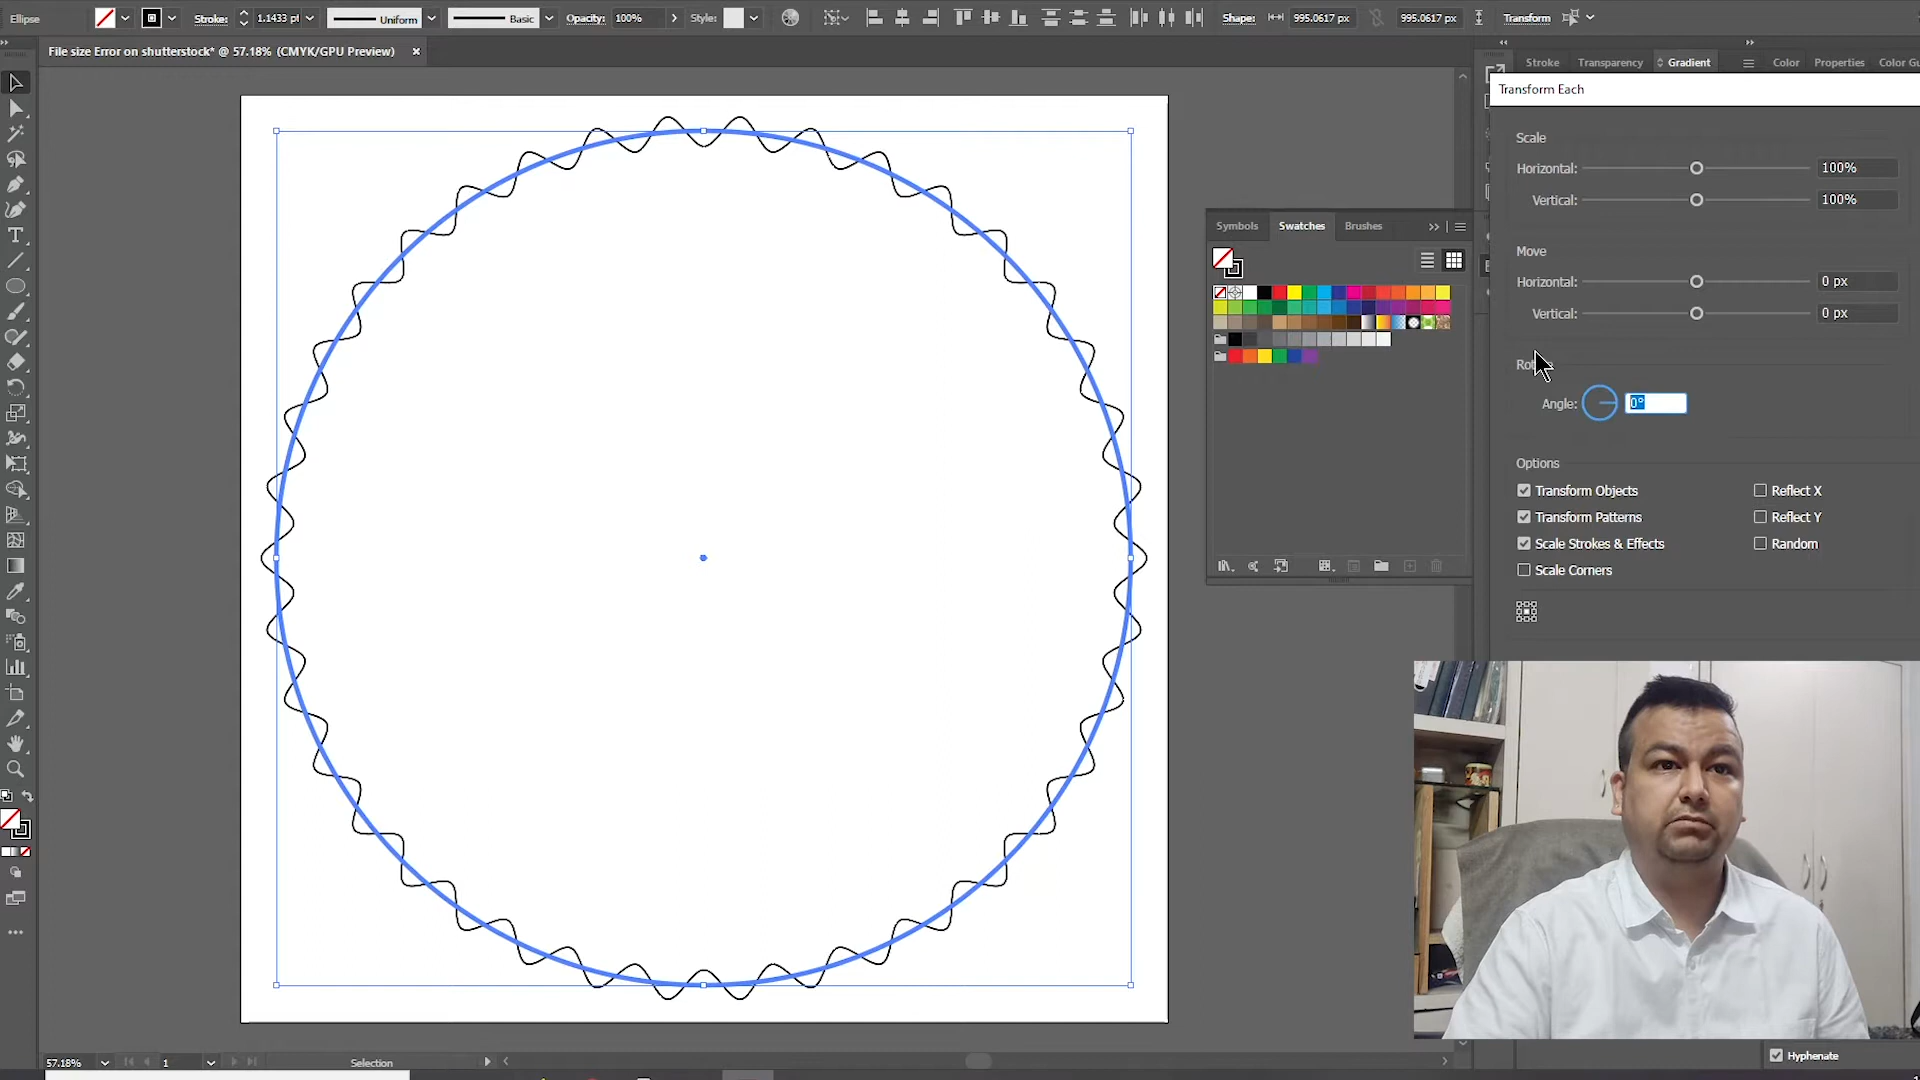 Ellipse Stroke: 1.1433 pt Uniform Basic Opacity: 100% Style: Shape: 995.0617 px 995.0617 px Transform
File size Error on shutterstock* @ 57.18% (CMYK/GPU Preview)
Stroke Transparency Gradient Color Properties Color Gu
Transform Each
Scale
Horizontal: 100%
Vertical: 100%
Symbols Swatches Brushes
Move
Horizontal: 0 px
Vertical: 0 px
Angle: 0°
Options
Transform Objects Reflect X
Transform Patterns Reflect Y
Scale Strokes & Effects Random
Scale Corners
57.18% 1 Selection
Hyphenate